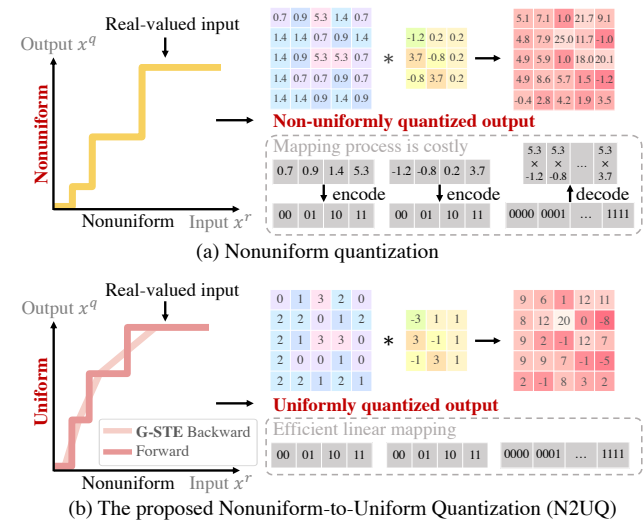 Real-valued input
Output x^q
Nonuniform
Nonuniform
Input x^r
0.7 0.9 5.3 1.4 0.7
1.4 1.4 0.7 0.9 0.7
1.4 0.9 5.3 5.3 0.7
1.4 0.7 0.7 0.9 0.7
1.4 1.4 0.9 1.4 0.9
*
-1.2 0.2 0.2
3.7 -0.8 0.2
-0.8 3.7 0.2
5.1 7.1 1.0 21.7 9.1
4.8 7.9 25.0 11.7 -1.0
4.9 5.9 1.0 18.0 20.1
4.9 8.6 5.7 1.5 -1.2
-0.4 2.8 4.2 1.9 3.5
Non-uniformly quantized output
Mapping process is costly
0.7 0.9 1.4 5.3
encode
00 01 10 11
-1.2 -0.8 0.2 3.7
encode
00 01 10 11
5.3 5.3 ... 5.3
× × ×
-1.2 -0.8 3.7
decode
0000 0001 ... 1111
(a) Nonuniform quantization
Real-valued input
Output x^q
Uniform
G-STE Backward
Forward
Nonuniform
Input x^r
0 1 3 2 0
2 2 0 1 2
2 1 3 3 0
2 0 0 1 0
2 2 1 2 1
*
-3 1 1
3 -1 1
-1 3 1
9 6 1 12 11
8 12 20 0 -8
9 2 -1 12 7
9 9 7 -1 -5
2 -1 8 3 2
Uniformly quantized output
Efficient linear mapping
00 01 10 11
00 01 10 11
0000 0001 ... 1111
(b) The proposed Nonuniform-to-Uniform Quantization (N2UQ)